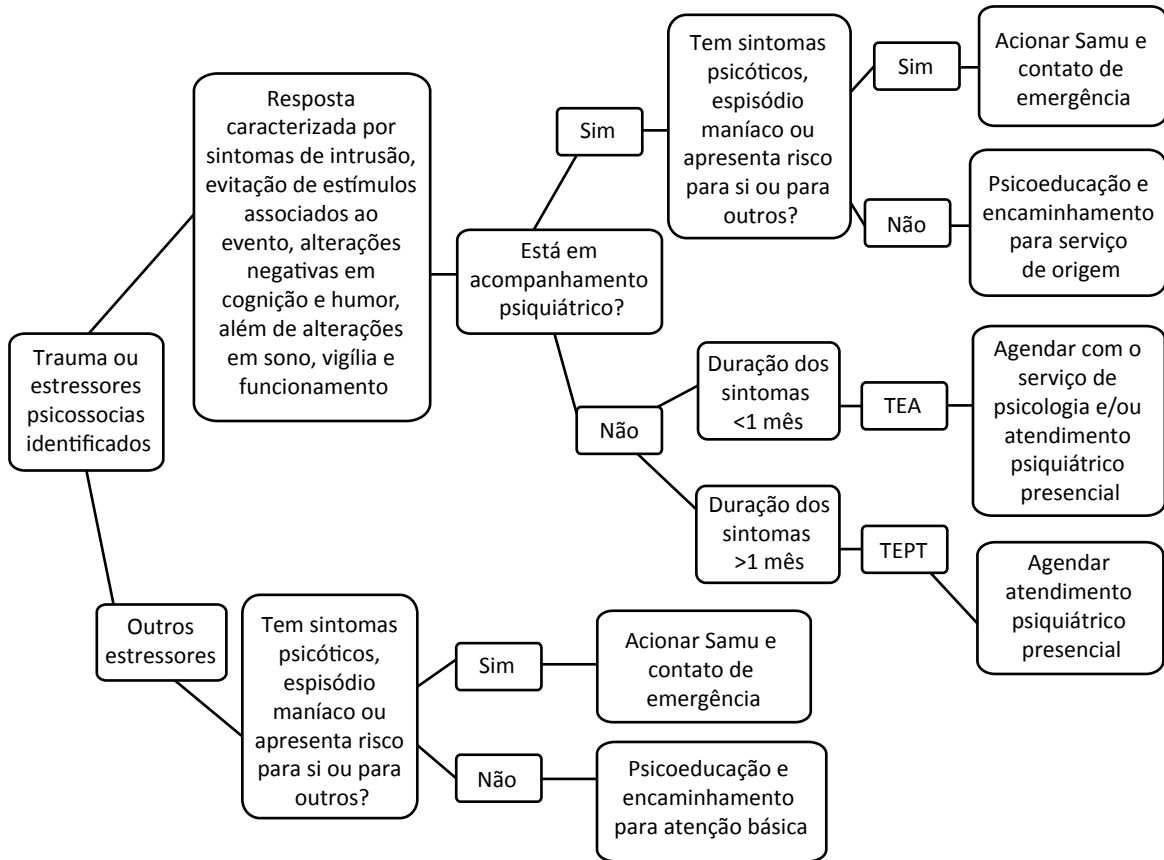 Trauma ou
estressores
psicossocias
identificados
Resposta
caracterizada por
sintomas de intrusão,
evitação de estímulos
associados ao
evento, alterações
negativas em
cognição e humor,
além de alterações
em sono, vigília e
funcionamento
Está em
acompanhamento
psiquiátrico?
Sim
Tem sintomas
psicóticos,
espisódio
maníaco ou
apresenta risco
para si ou para
outros?
Sim
Acionar Samu e
contato de
emergência
Não
Psicoeducação e
encaminhamento
para serviço
de origem
Não
Duração dos
sintomas
<1 mês
TEA
Agendar com o
serviço de
psicologia e/ou
atendimento
psiquiátrico
presencial
Duração dos
sintomas
>1 mês
TEPT
Agendar
atendimento
psiquiátrico
presencial
Outros
estressores
Tem sintomas
psicóticos,
espisódio
maníaco ou
apresenta risco
para si ou para
outros?
Sim
Acionar Samu e
contato de
emergência
Não
Psicoeducação e
encaminhamento
para atenção básica